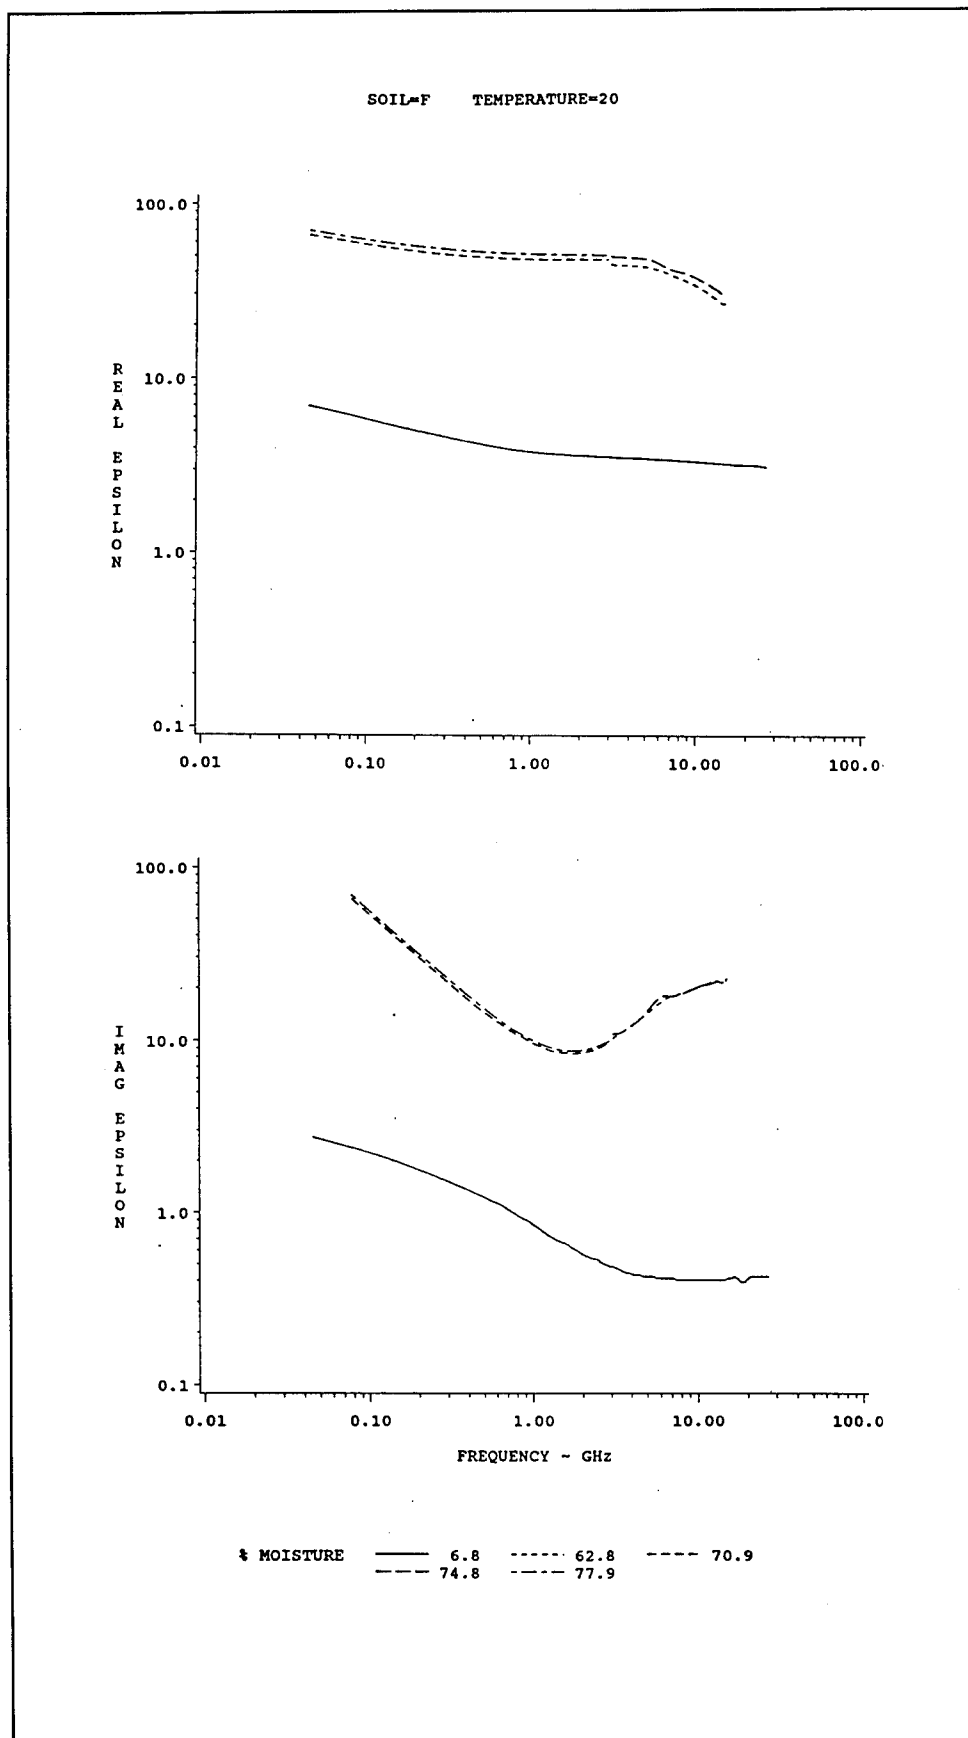 SOIL=F TEMPERATURE=20
100.0
10.0
1.0
0.1
REAL EPSILON
0.01 0.10 1.00 10.00 100.0
100.0
10.0
1.0
0.1
IMAG EPSILON
0.01 0.10 1.00 10.00 100.0
FREQUENCY ~ GHz
% MOISTURE 6.8 62.8 70.9
74.8 77.9